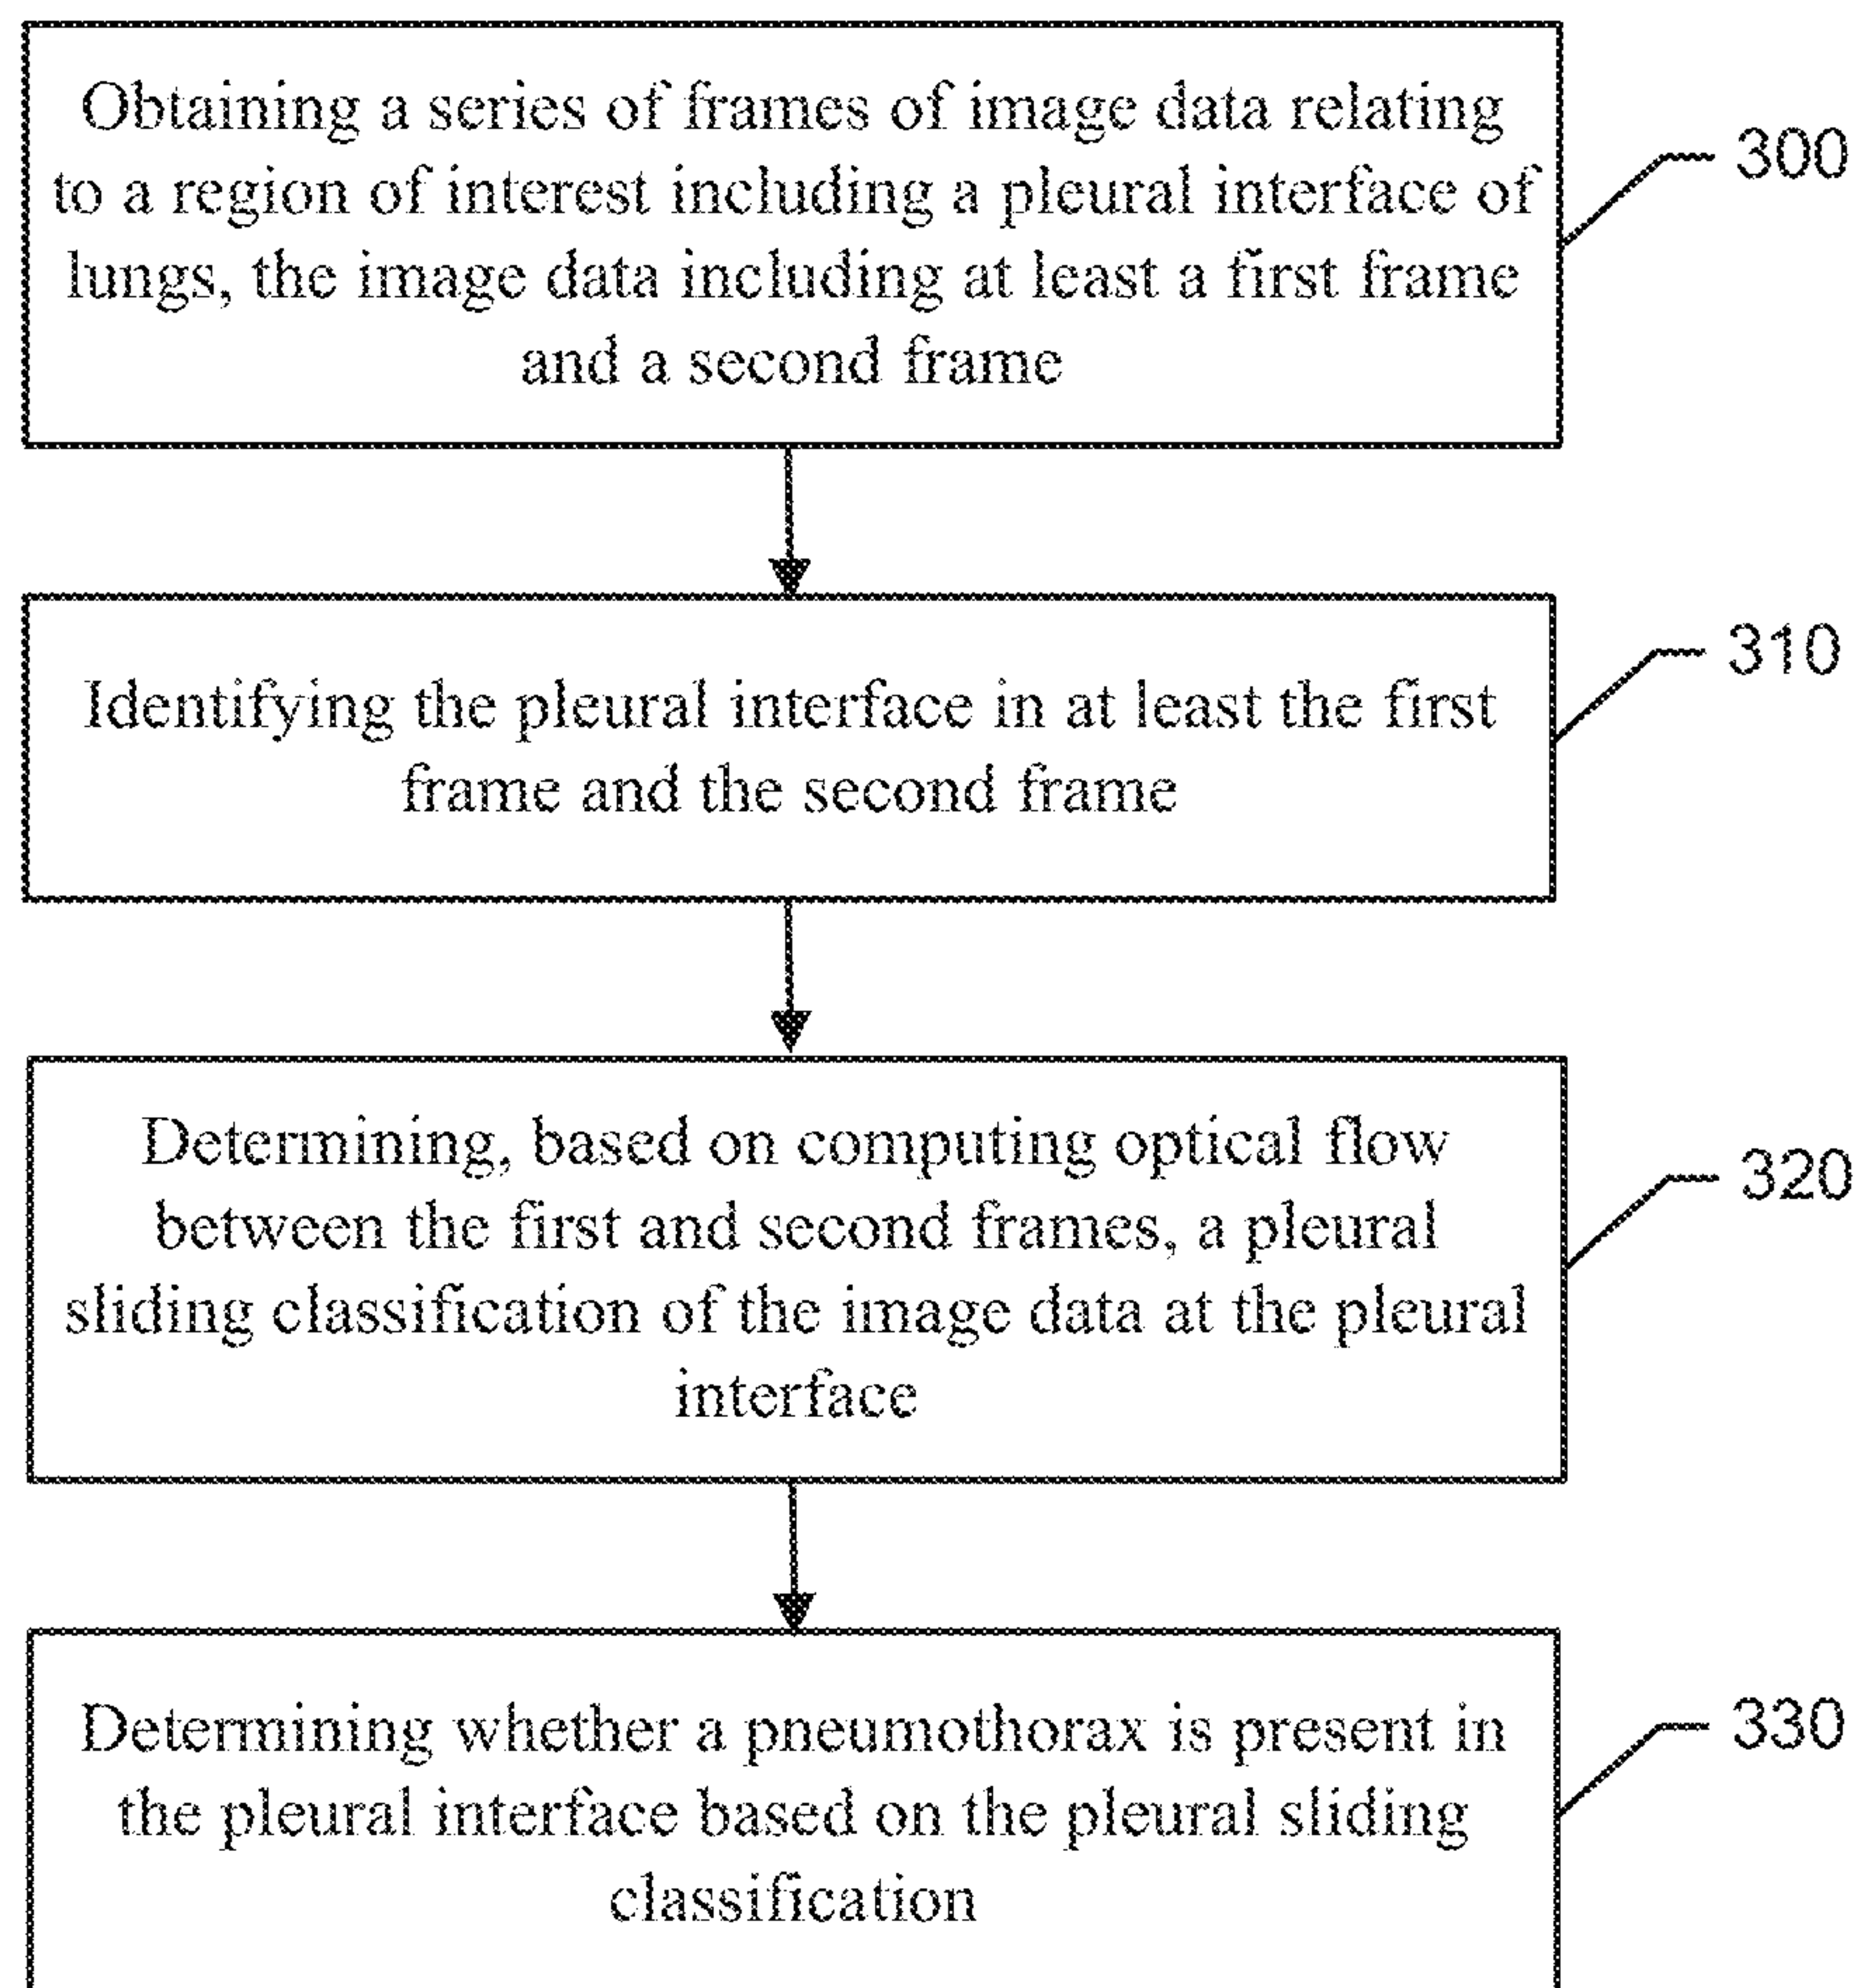 Obtaining a series of frames of image data relating
to a region of interest including a pleural interface of
lungs, the image data including at least a first frame
and a second frame
300
Identifying the pleural interface in at least the first
frame and the second frame
310
Determining, based on computing optical flow
between the first and second frames, a pleural
sliding classification of the image data at the pleural
interface
320
Determining whether a pneumothorax is present in
the pleural interface based on the pleural sliding
classification
330